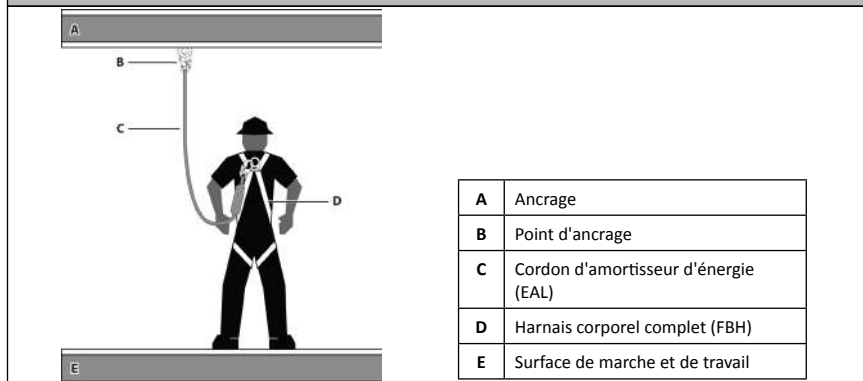 A
B
C
D
E
A Ancrage
B Point d'ancrage
C Cordon d'amortisseur d'énergie
(EAL)
D Harnais corporel complet (FBH)
E Surface de marche et de travail